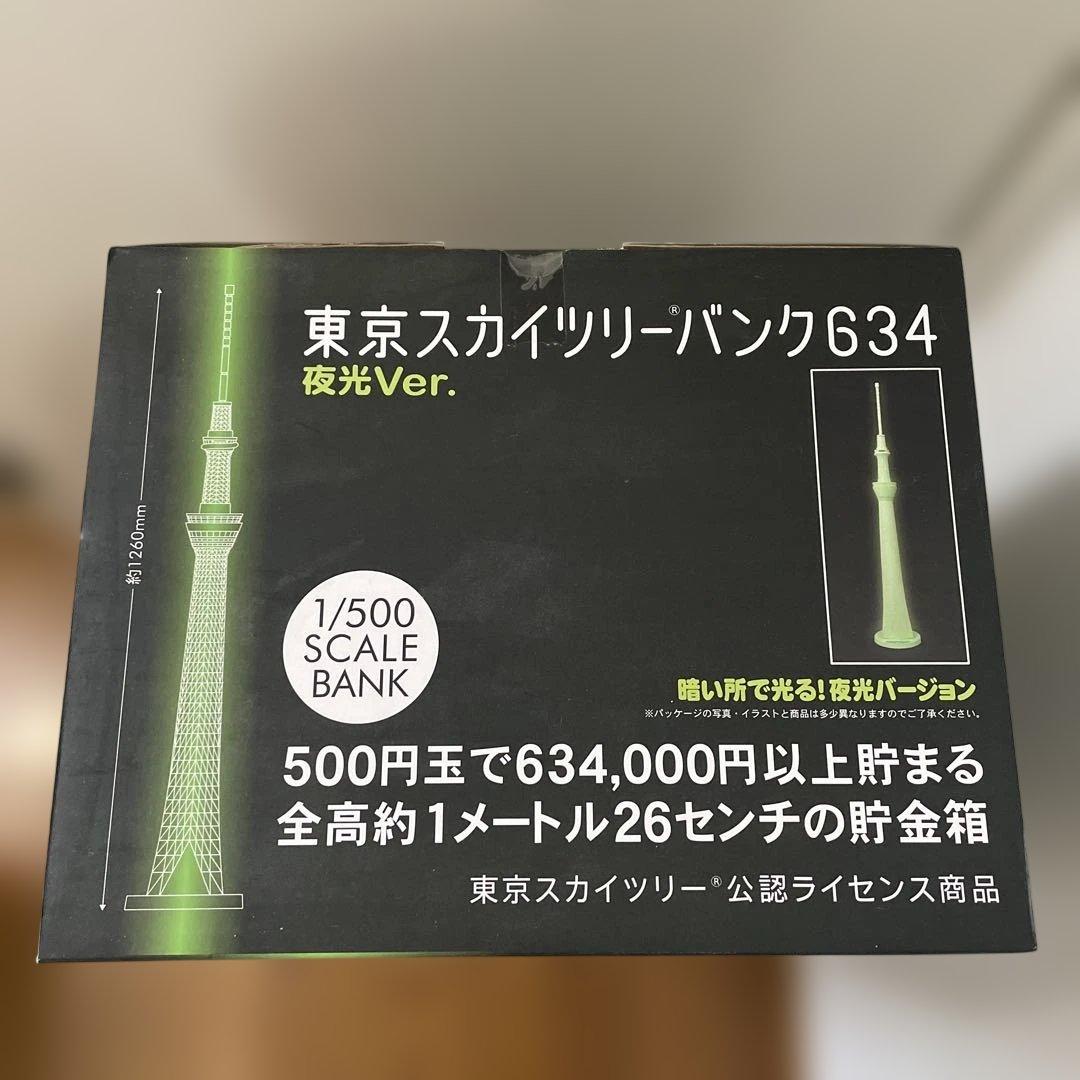 東京スカイツリー®バンク634
夜光Ver.
約1260mm
1/500
SCALE
BANK
暗い所で光る!夜光バージョン
※パッケージの写真・イラストと商品は多少異なりますのでご了承ください。
500円玉で634,000円以上貯まる
全高約1メートル26センチの貯金箱
東京スカイツリー®公認ライセンス商品